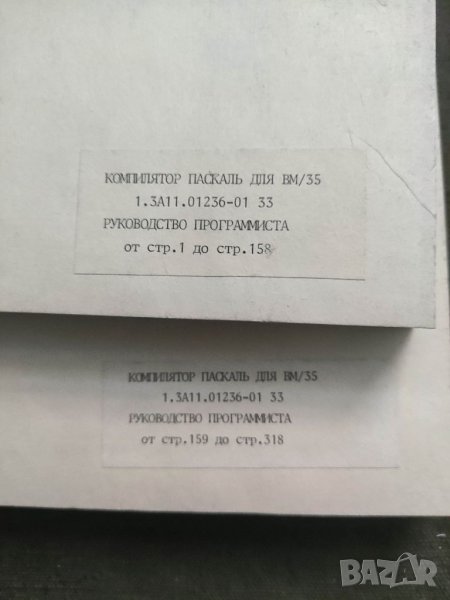 КОМПИЛЯТОР ПАСКАЛЬ ДЛЯ ВМ/35
1.3А11.01236-01 33
РУКОВОДСТВО ПРОГРАММИСТА
от стр.1 до стр.158
КОМПИЛЯТОР ПАСКАЛЬ ДЛЯ ВМ/35
1.3А11.01236-01 33
РУКОВОДСТВО ПРОГРАММИСТА
от стр.159 до стр.318
BAZAR